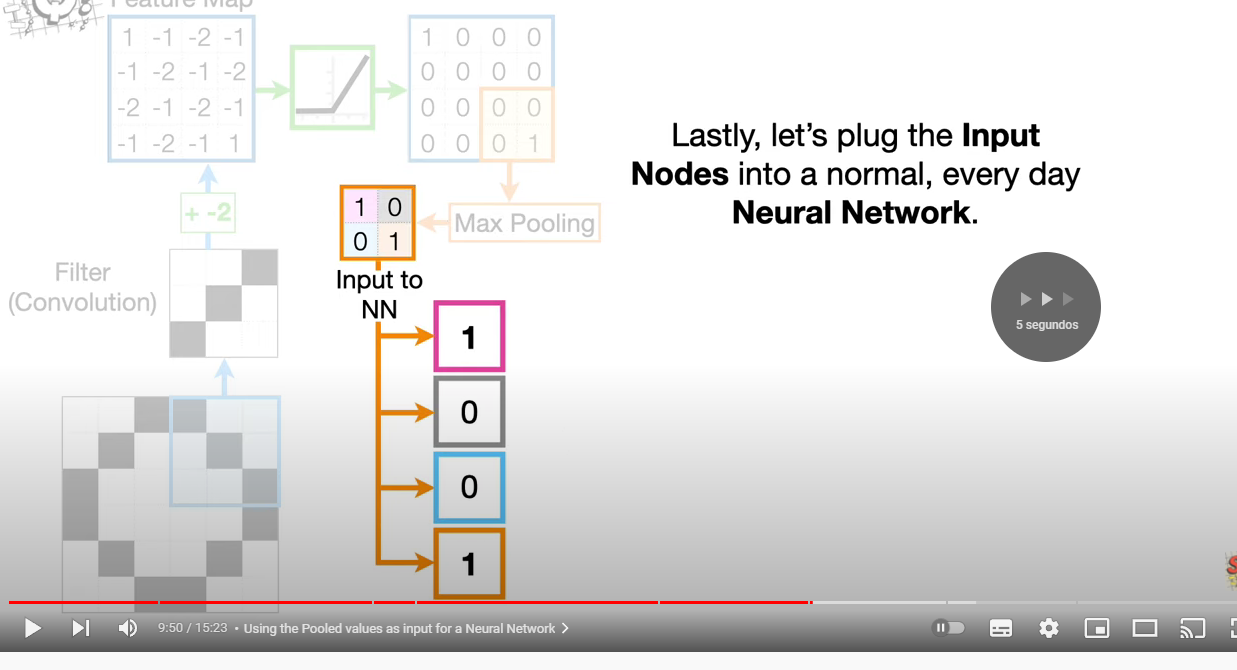 Feature Map
1 -1 -2 -1
-1 -2 -1 -2
-2 -1 -2 -1
-1 -2 -1 1
1 0 0 0
0 0 0 0
0 0 0 0
0 0 0 1
Lastly, let's plug the Input
Nodes into a normal, every day
Neural Network.
+ -2
1 0
0 1
Max Pooling
Filter
(Convolution)
Input to
NN
5 segundos
1
0
0
1
9:50 / 15:23 • Using the Pooled values as input for a Neural Network